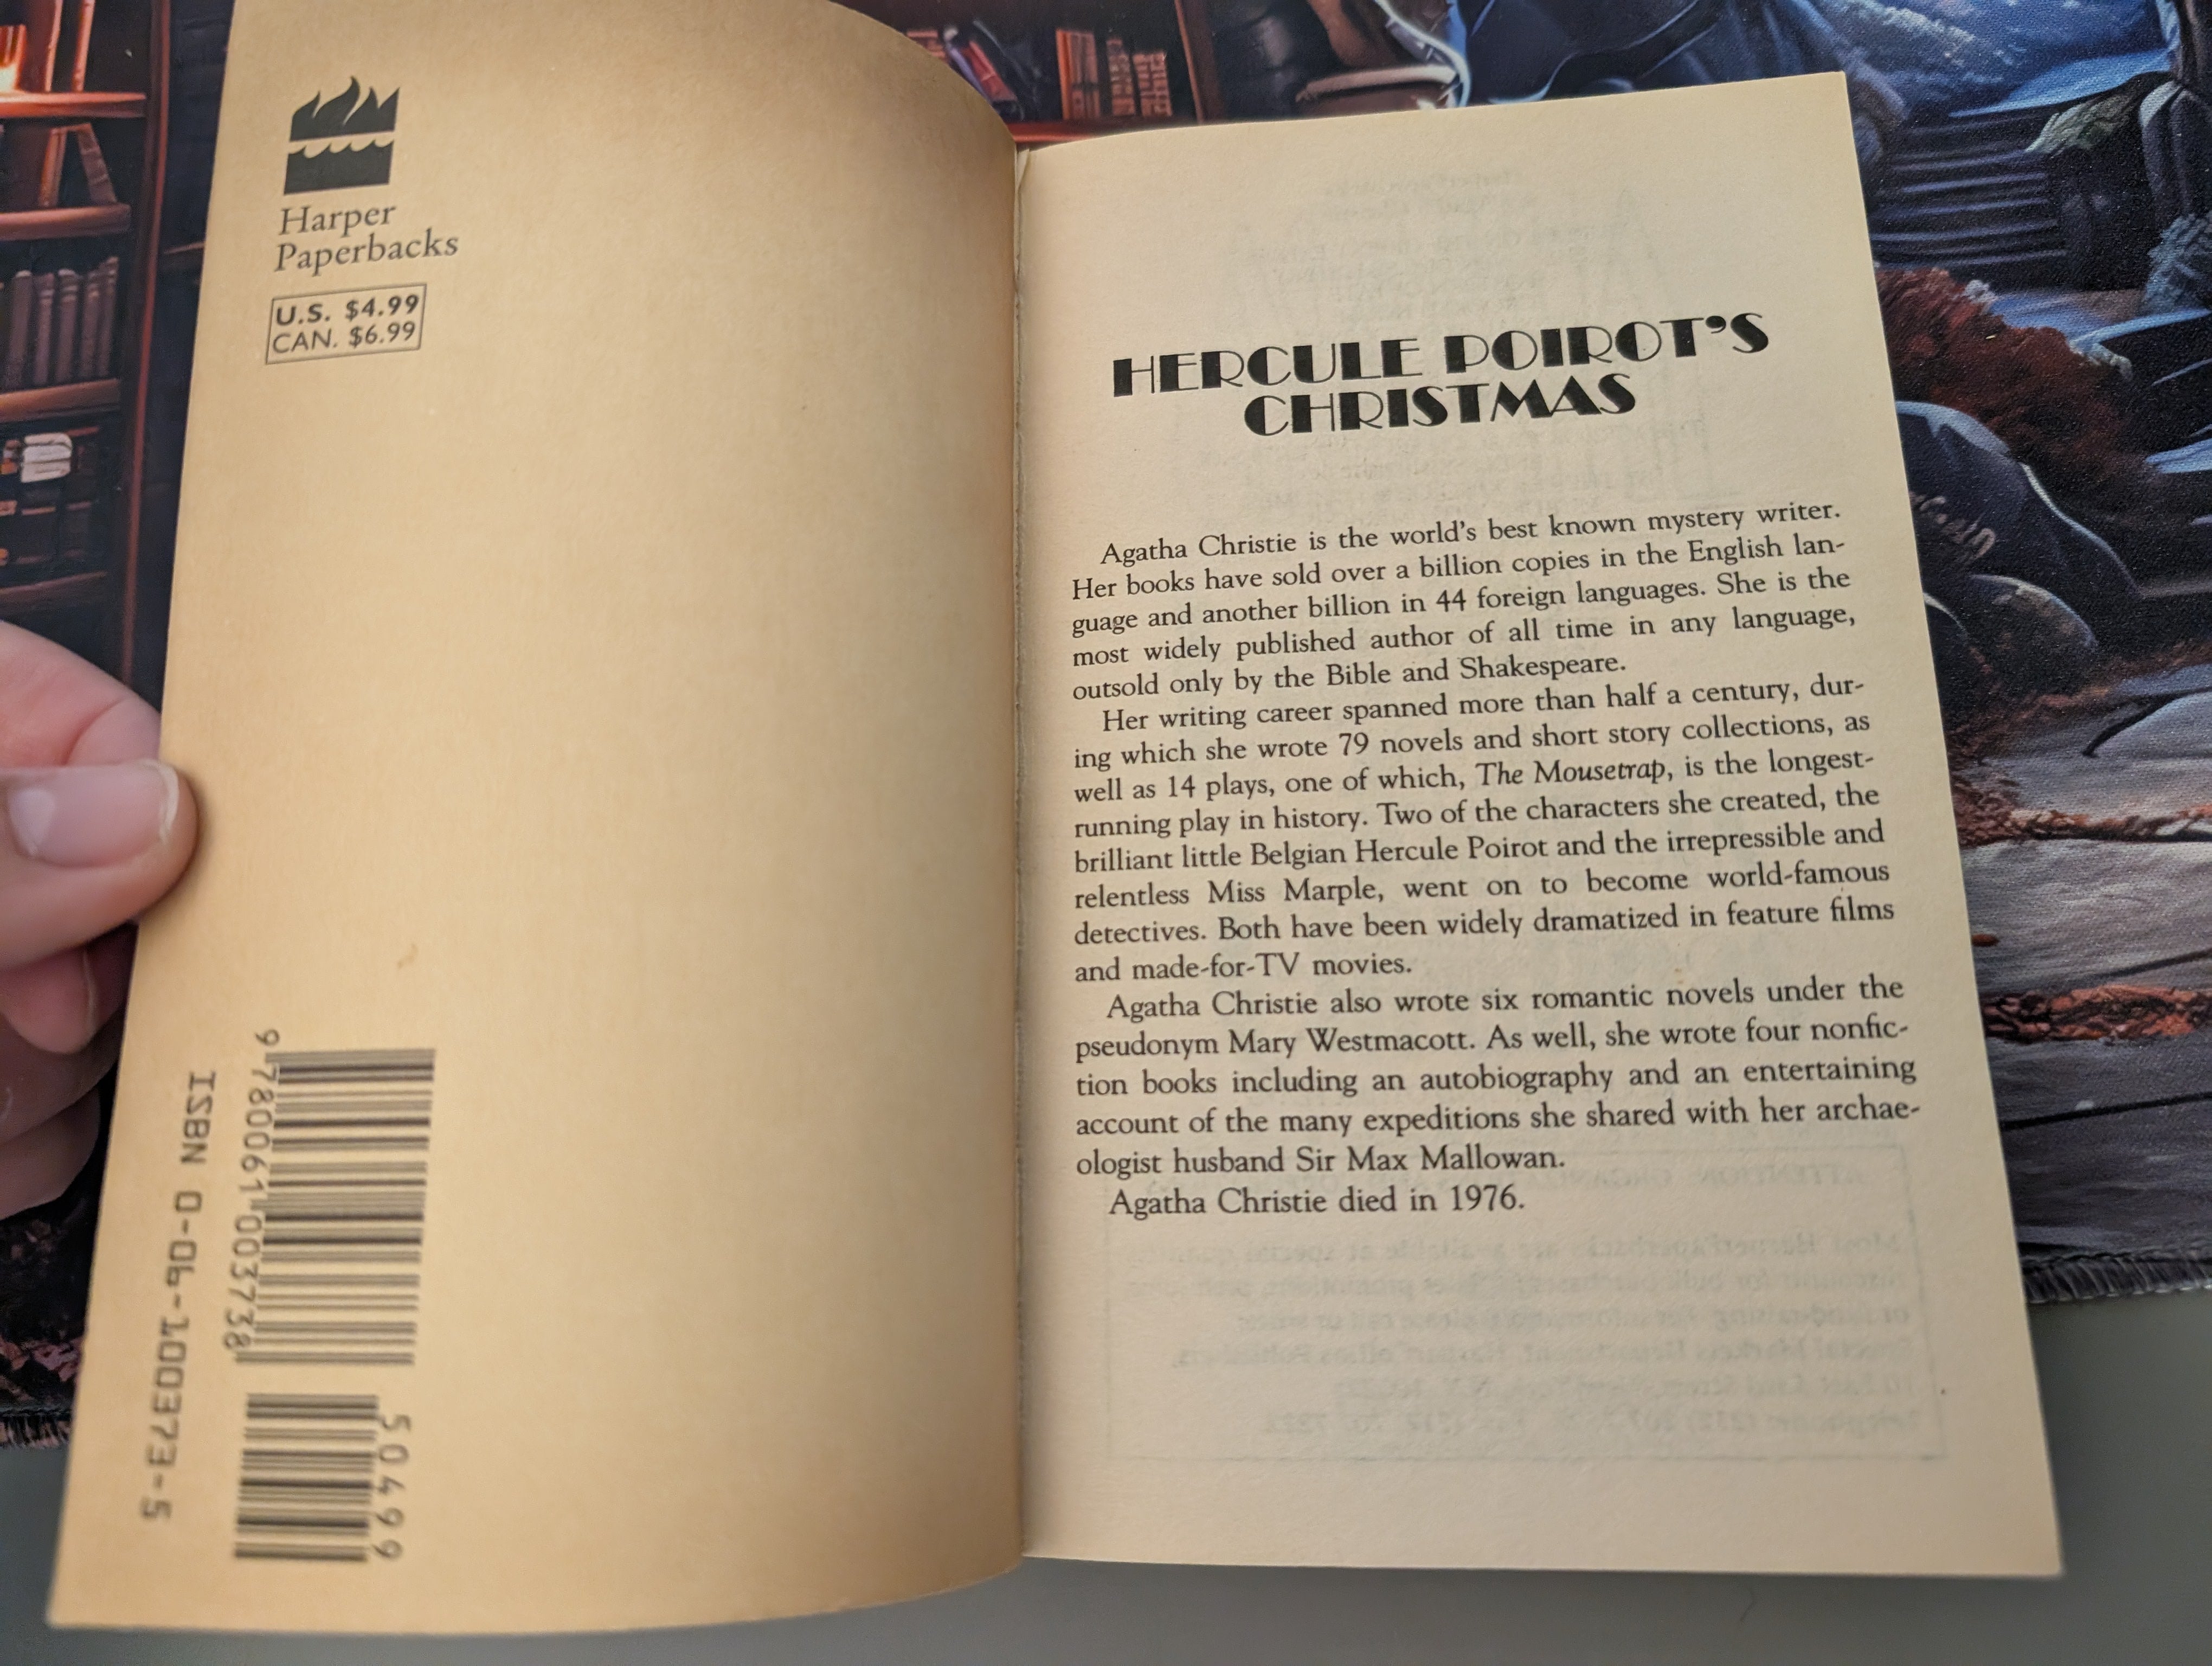 Harper
Paperbacks
U.S. $4.99
CAN. $6.99
ISBN 0-06-100373-5
9 780061 003738
50499
HERCULE POIROT'S
CHRISTMAS
Agatha Christie is the world's best known mystery writer.
Her books have sold over a billion copies in the English lan-
guage and another billion in 44 foreign languages. She is the
most widely published author of all time in any language,
outsold only by the Bible and Shakespeare.
Her writing career spanned more than half a century, dur-
ing which she wrote 79 novels and short story collections, as
well as 14 plays, one of which, The Mousetrap, is the longest-
running play in history. Two of the characters she created, the
brilliant little Belgian Hercule Poirot and the irrepressible and
relentless Miss Marple, went on to become world-famous
detectives. Both have been widely dramatized in feature films
and made-for-TV movies.
Agatha Christie also wrote six romantic novels under the
pseudonym Mary Westmacott. As well, she wrote four nonfic-
tion books including an autobiography and an entertaining
account of the many expeditions she shared with her archae-
ologist husband Sir Max Mallowan.
Agatha Christie died in 1976.